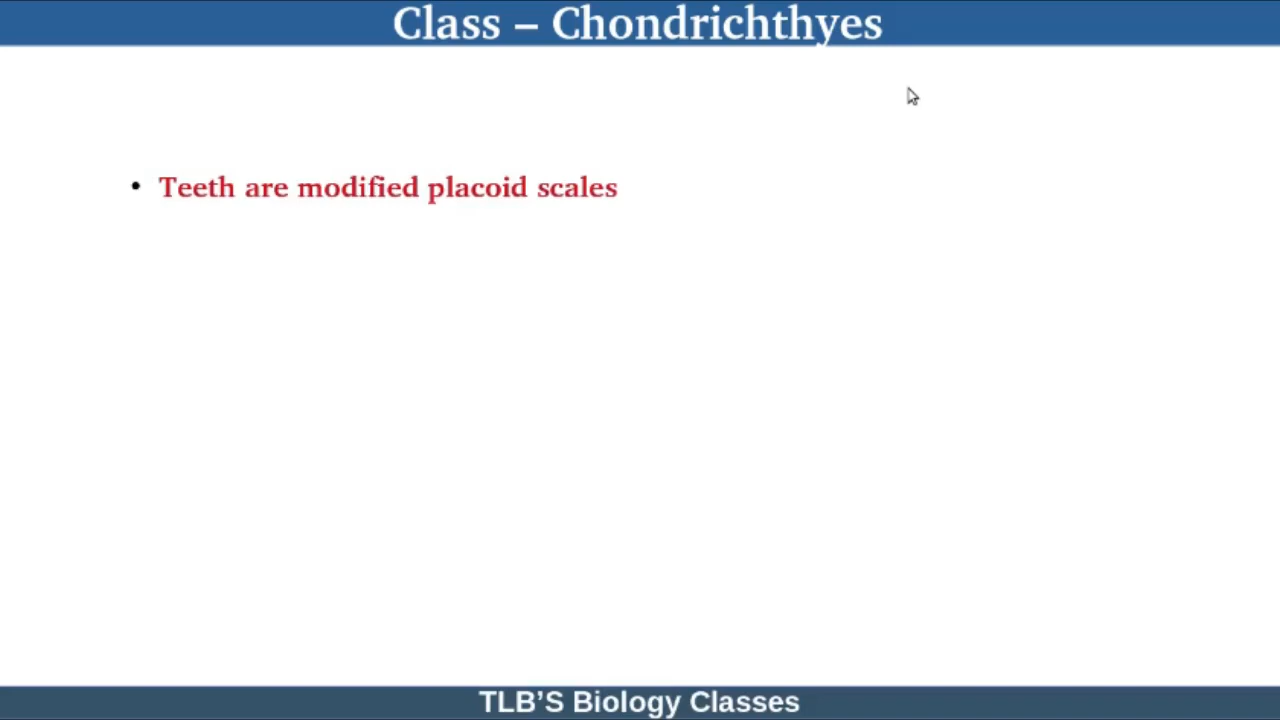 Class – Chondrichthyes
• Teeth are modified placoid scales
TLB’S Biology Classes